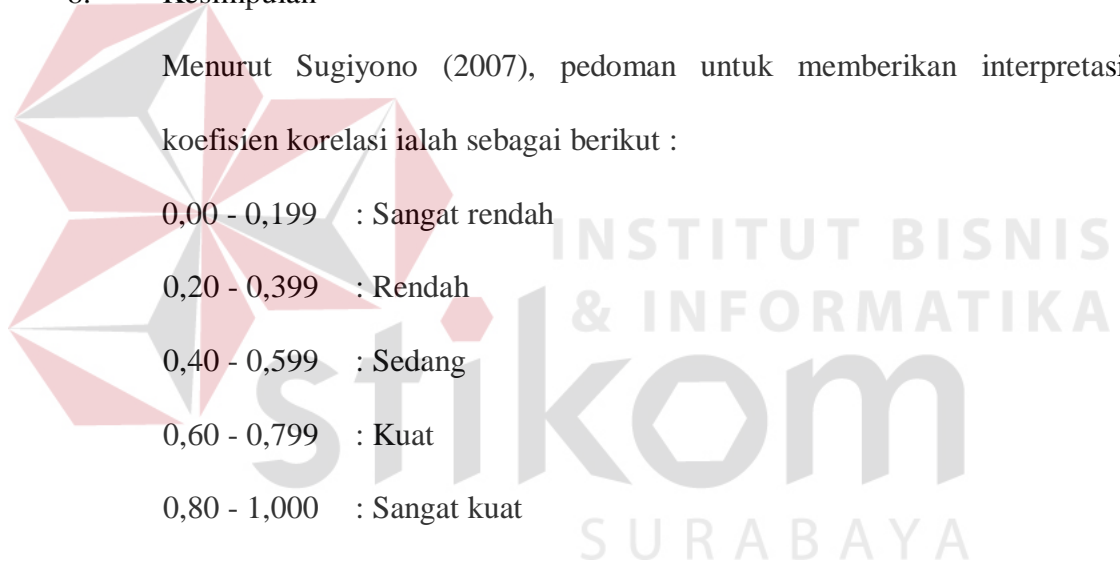 Menurut Sugiyono (2007), pedoman untuk memberikan interpretasi
koefisien korelasi ialah sebagai berikut :
0,00 - 0,199 : Sangat rendah
0,20 - 0,399 : Rendah
0,40 - 0,599 : Sedang
0,60 - 0,799 : Kuat
0,80 - 1,000 : Sangat kuat
INSTITUT BISNIS
& INFORMATIKA
stikom
SURABAYA